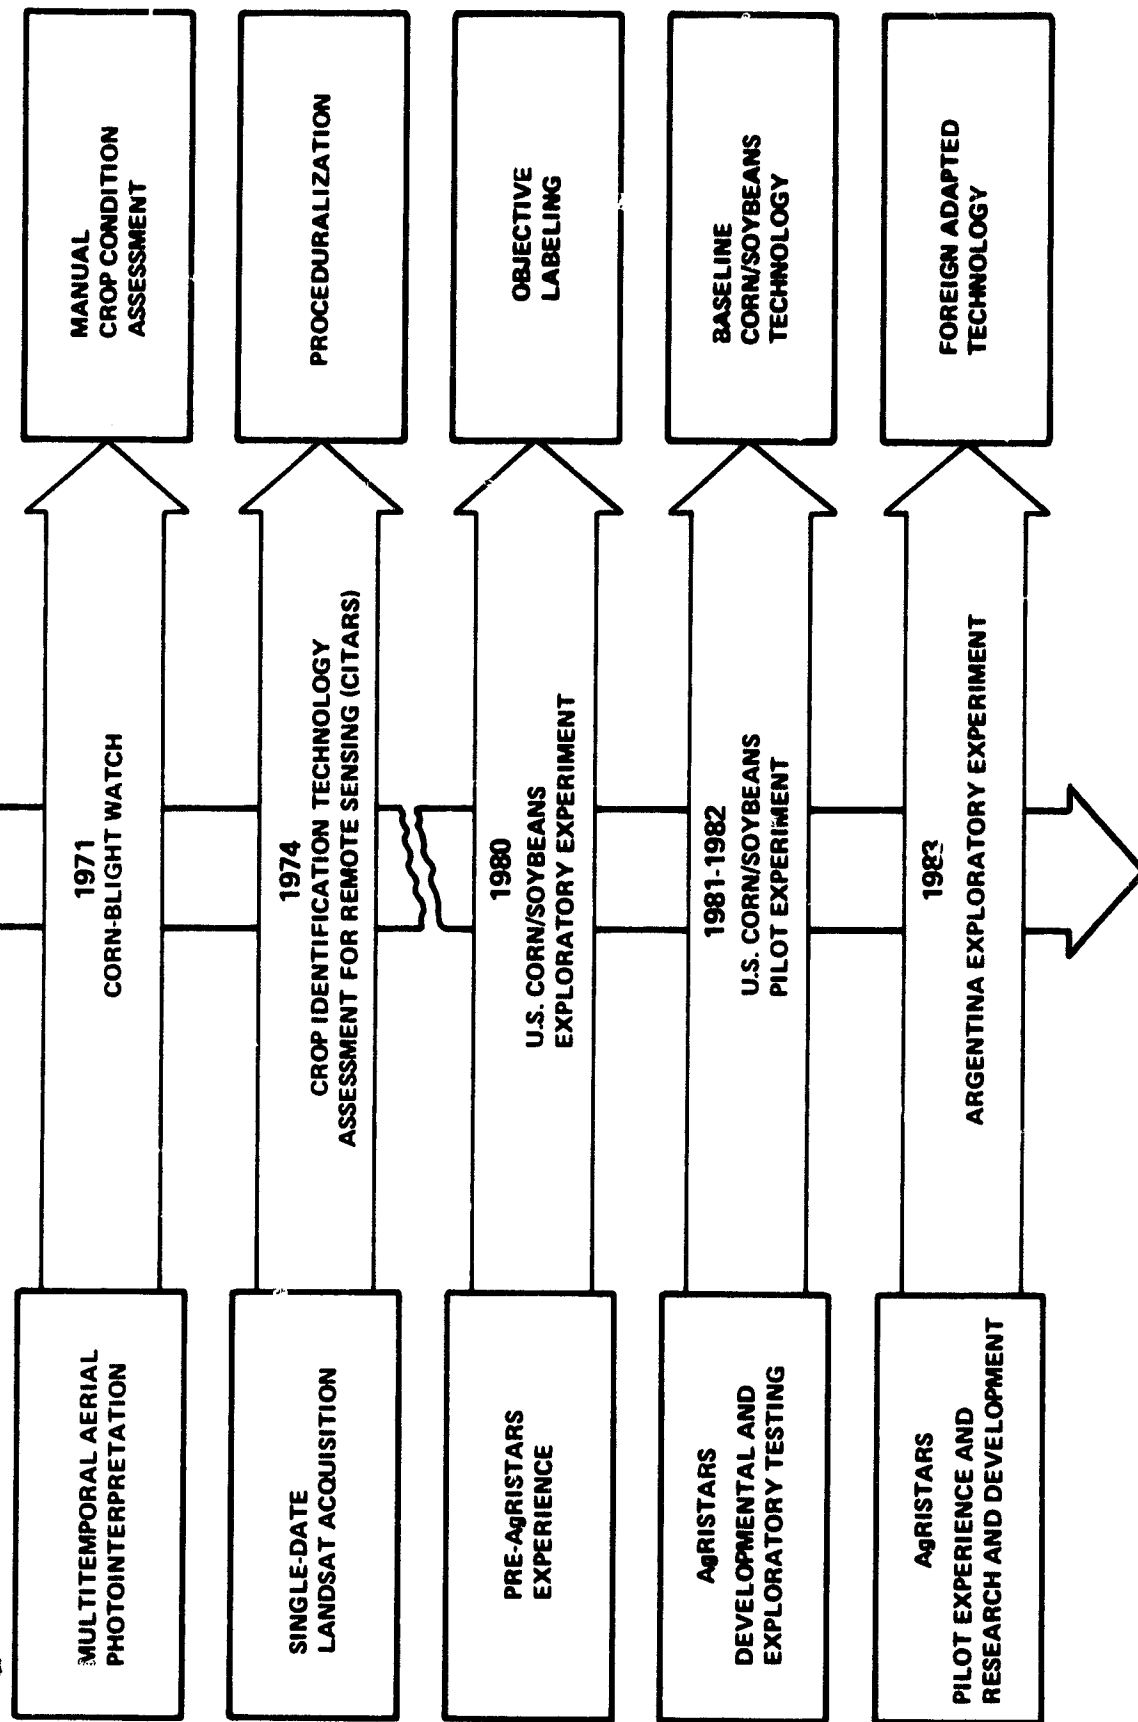 MULTITEMPORAL AERIAL
PHOTOINTERPRETATION
1971
CORN-BLIGHT WATCH
MANUAL
CROP CONDITION
ASSESSMENT
SINGLE-DATE
LANDSAT ACQUISITION
1974
CROP IDENTIFICATION TECHNOLOGY
ASSESSMENT FOR REMOTE SENSING (CITARS)
PROCEDURALIZATION
PRE-AgRISTARS
EXPERIENCE
1980
U.S. CORN/SOYBEANS
EXPLORATORY EXPERIMENT
OBJECTIVE
LABELING
AgRISTARS
DEVELOPMENTAL AND
EXPLORATORY TESTING
1981-1982
U.S. CORN/SOYBEANS
PILOT EXPERIMENT
BASELINE
CORN/SOYBEANS
TECHNOLOGY
AgRISTARS
PILOT EXPERIENCE AND
RESEARCH AND DEVELOPMENT
1983
ARGENTINA EXPLORATORY EXPERIMENT
FOREIGN ADAPTED
TECHNOLOGY